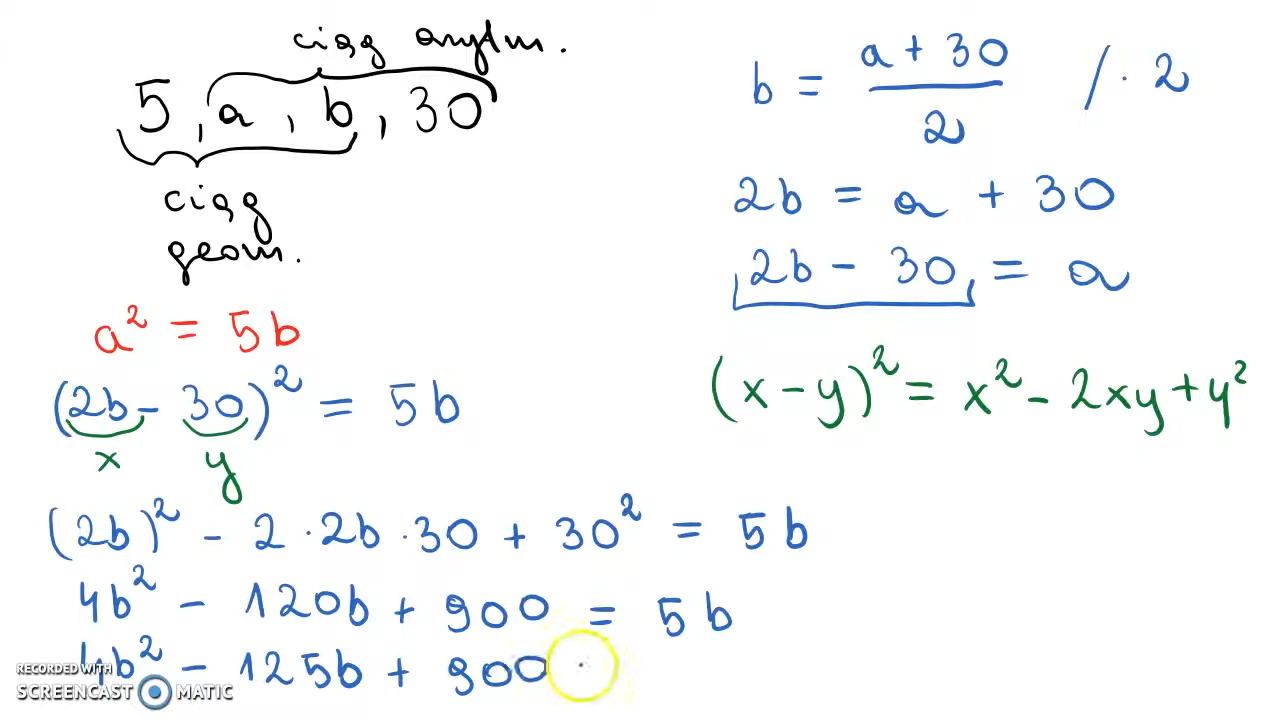 ciąg arytm.
5, a, b, 30
ciąg
geom.
a² = 5b
(2b - 30)² = 5b
x y
(2b)² - 2 · 2b · 30 + 30² = 5b
4b² - 120b + 900 = 5b
4b² - 125b + 900
b = \frac{a + 30}{2} / · 2
2b = a + 30
2b - 30 = a
(x - y)² = x² - 2xy + y²
RECORDED WITH
SCREENCAST MATIC